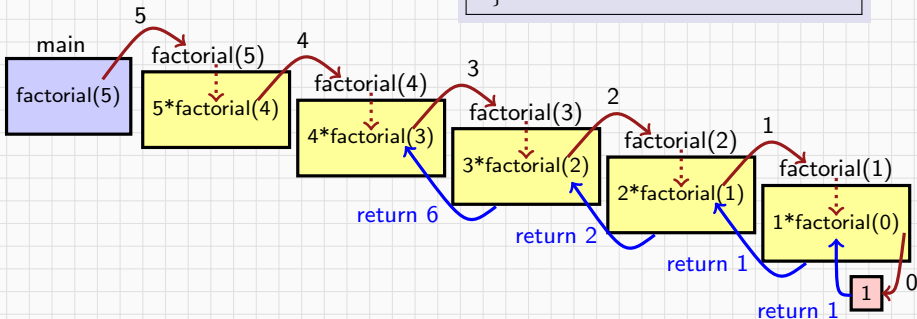 }
5
main
factorial(5)
factorial(5)
4
5*factorial(4)
factorial(4)
3
4*factorial(3)
factorial(3)
2
3*factorial(2)
factorial(2)
1
2*factorial(1)
factorial(1)
1*factorial(0)
return 6
return 2
return 1
0
1
return 1